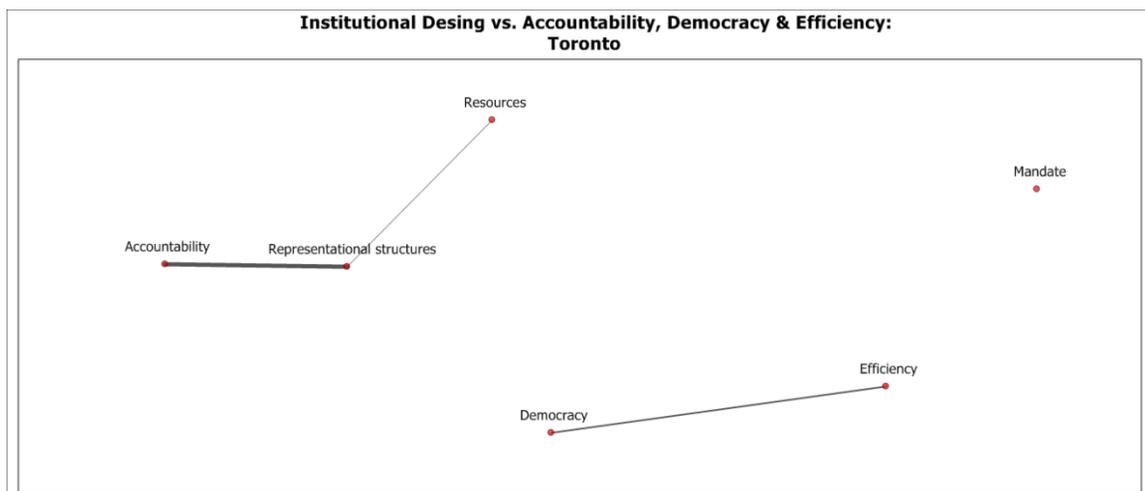 Institutional Desing vs. Accountability, Democracy & Efficiency:
Toronto
Resources
Mandate
Accountability
Representational structures
Efficiency
Democracy